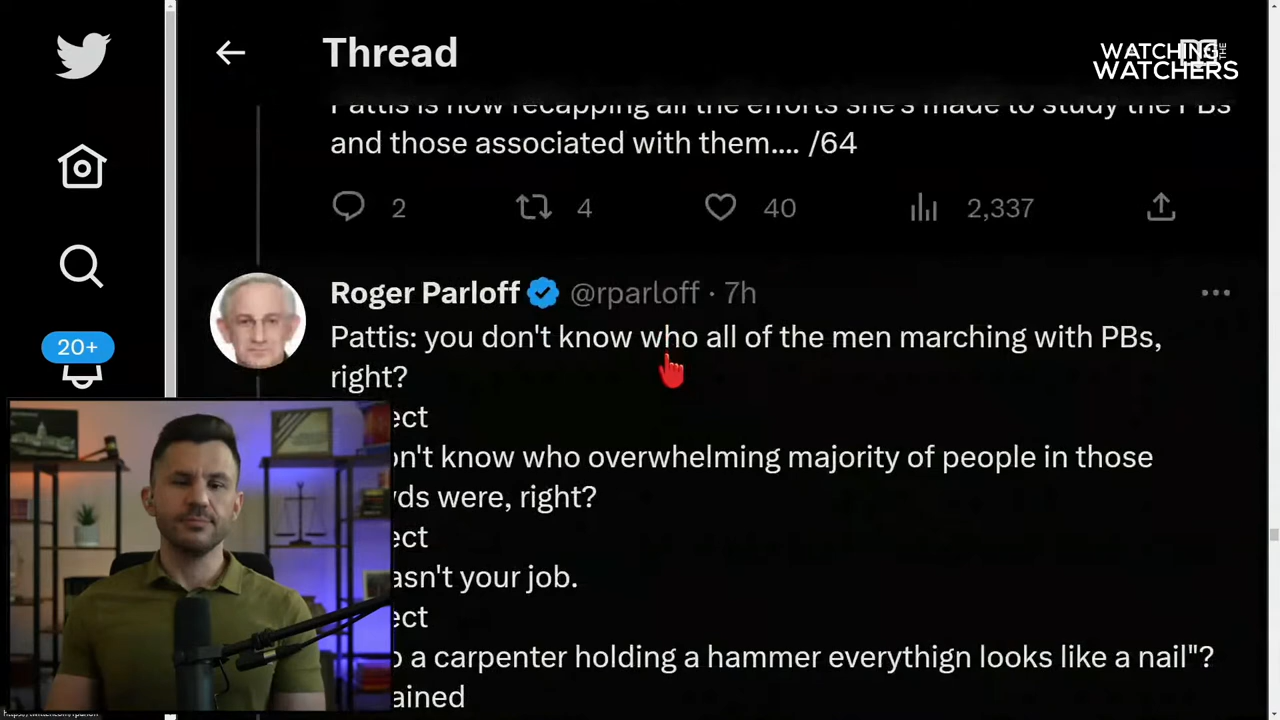 Thread
WATCHING THE
WATCHERS
Pattis is now recapping all the efforts she's made to study the PBs
and those associated with them.... /64
2 4 40 2,337
Roger Parloff @rparloff · 7h
Pattis: you don't know who all of the men marching with PBs,
right?
ect
on't know who overwhelming majority of people in those
ds were, right?
ect
asn't your job.
ect
a carpenter holding a hammer everythign looks like a nail"?
ained
20+